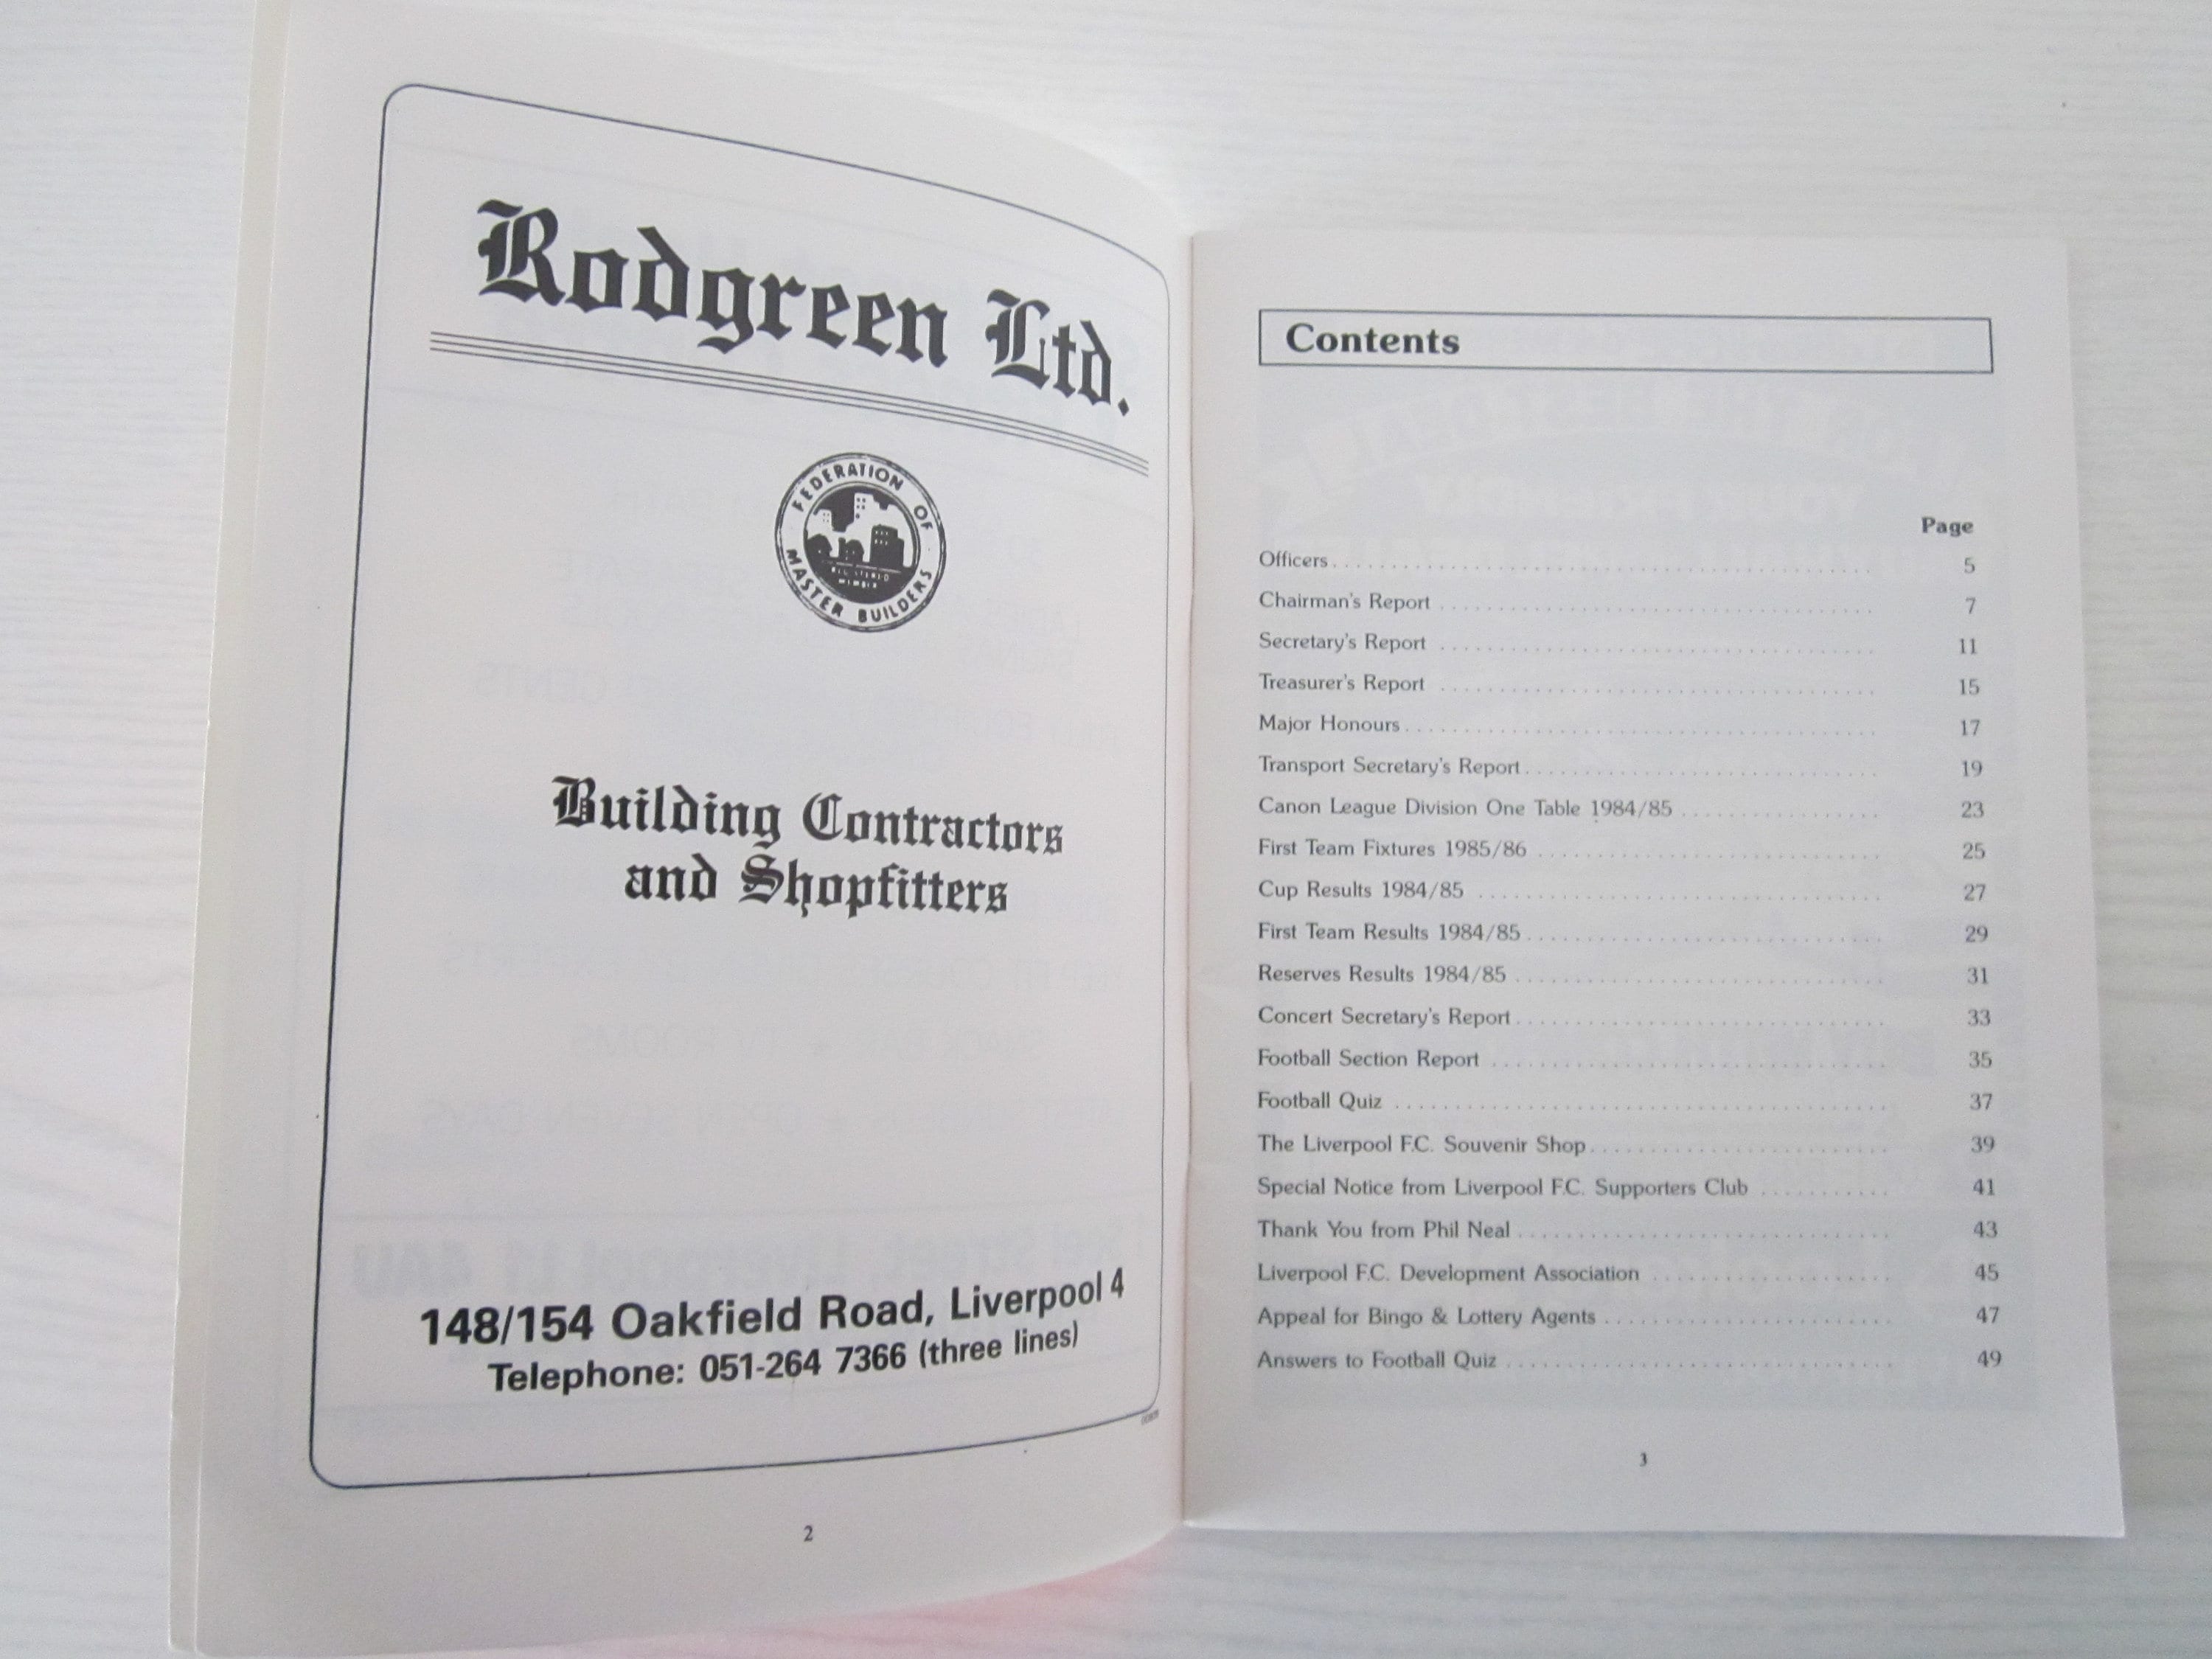 Rodgreen Ltd.
FEDERATION OF
MASTER BUILDERS
REGISTERED
MEMBER
Building Contractors
and Shopfitters
148/154 Oakfield Road, Liverpool 4
Telephone: 051-264 7366 (three lines)
2
Contents
Page
Officers 5
Chairman's Report 7
Secretary's Report 11
Treasurer's Report 15
Major Honours 17
Transport Secretary's Report 19
Canon League Division One Table 1984/85 23
First Team Fixtures 1985/86 25
Cup Results 1984/85 27
First Team Results 1984/85 29
Reserves Results 1984/85 31
Concert Secretary's Report 33
Football Section Report 35
Football Quiz 37
The Liverpool F.C. Souvenir Shop 39
Special Notice from Liverpool F.C. Supporters Club 41
Thank You from Phil Neal 43
Liverpool F.C. Development Association 45
Appeal for Bingo & Lottery Agents 47
Answers to Football Quiz 49
3